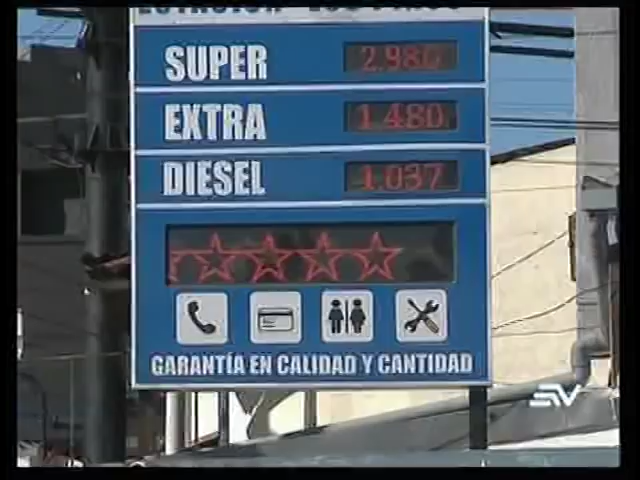 SUPER 2.980
EXTRA 1.480
DIESEL 1.037
GARANTÍA EN CALIDAD Y CANTIDAD